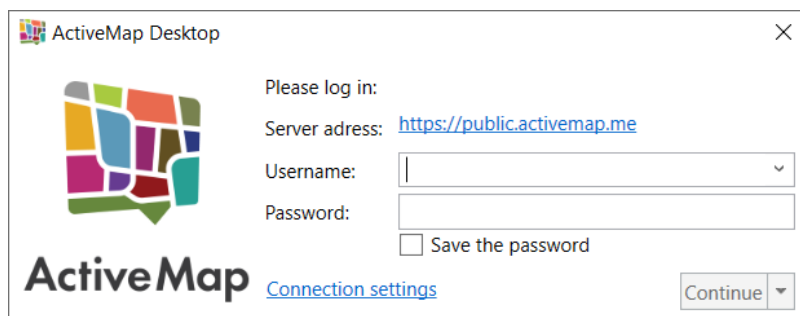 ActiveMap Desktop
Please log in:
Server adress: https://public.activemap.me
Username:
Password:
Save the password
ActiveMap
Connection settings
Continue